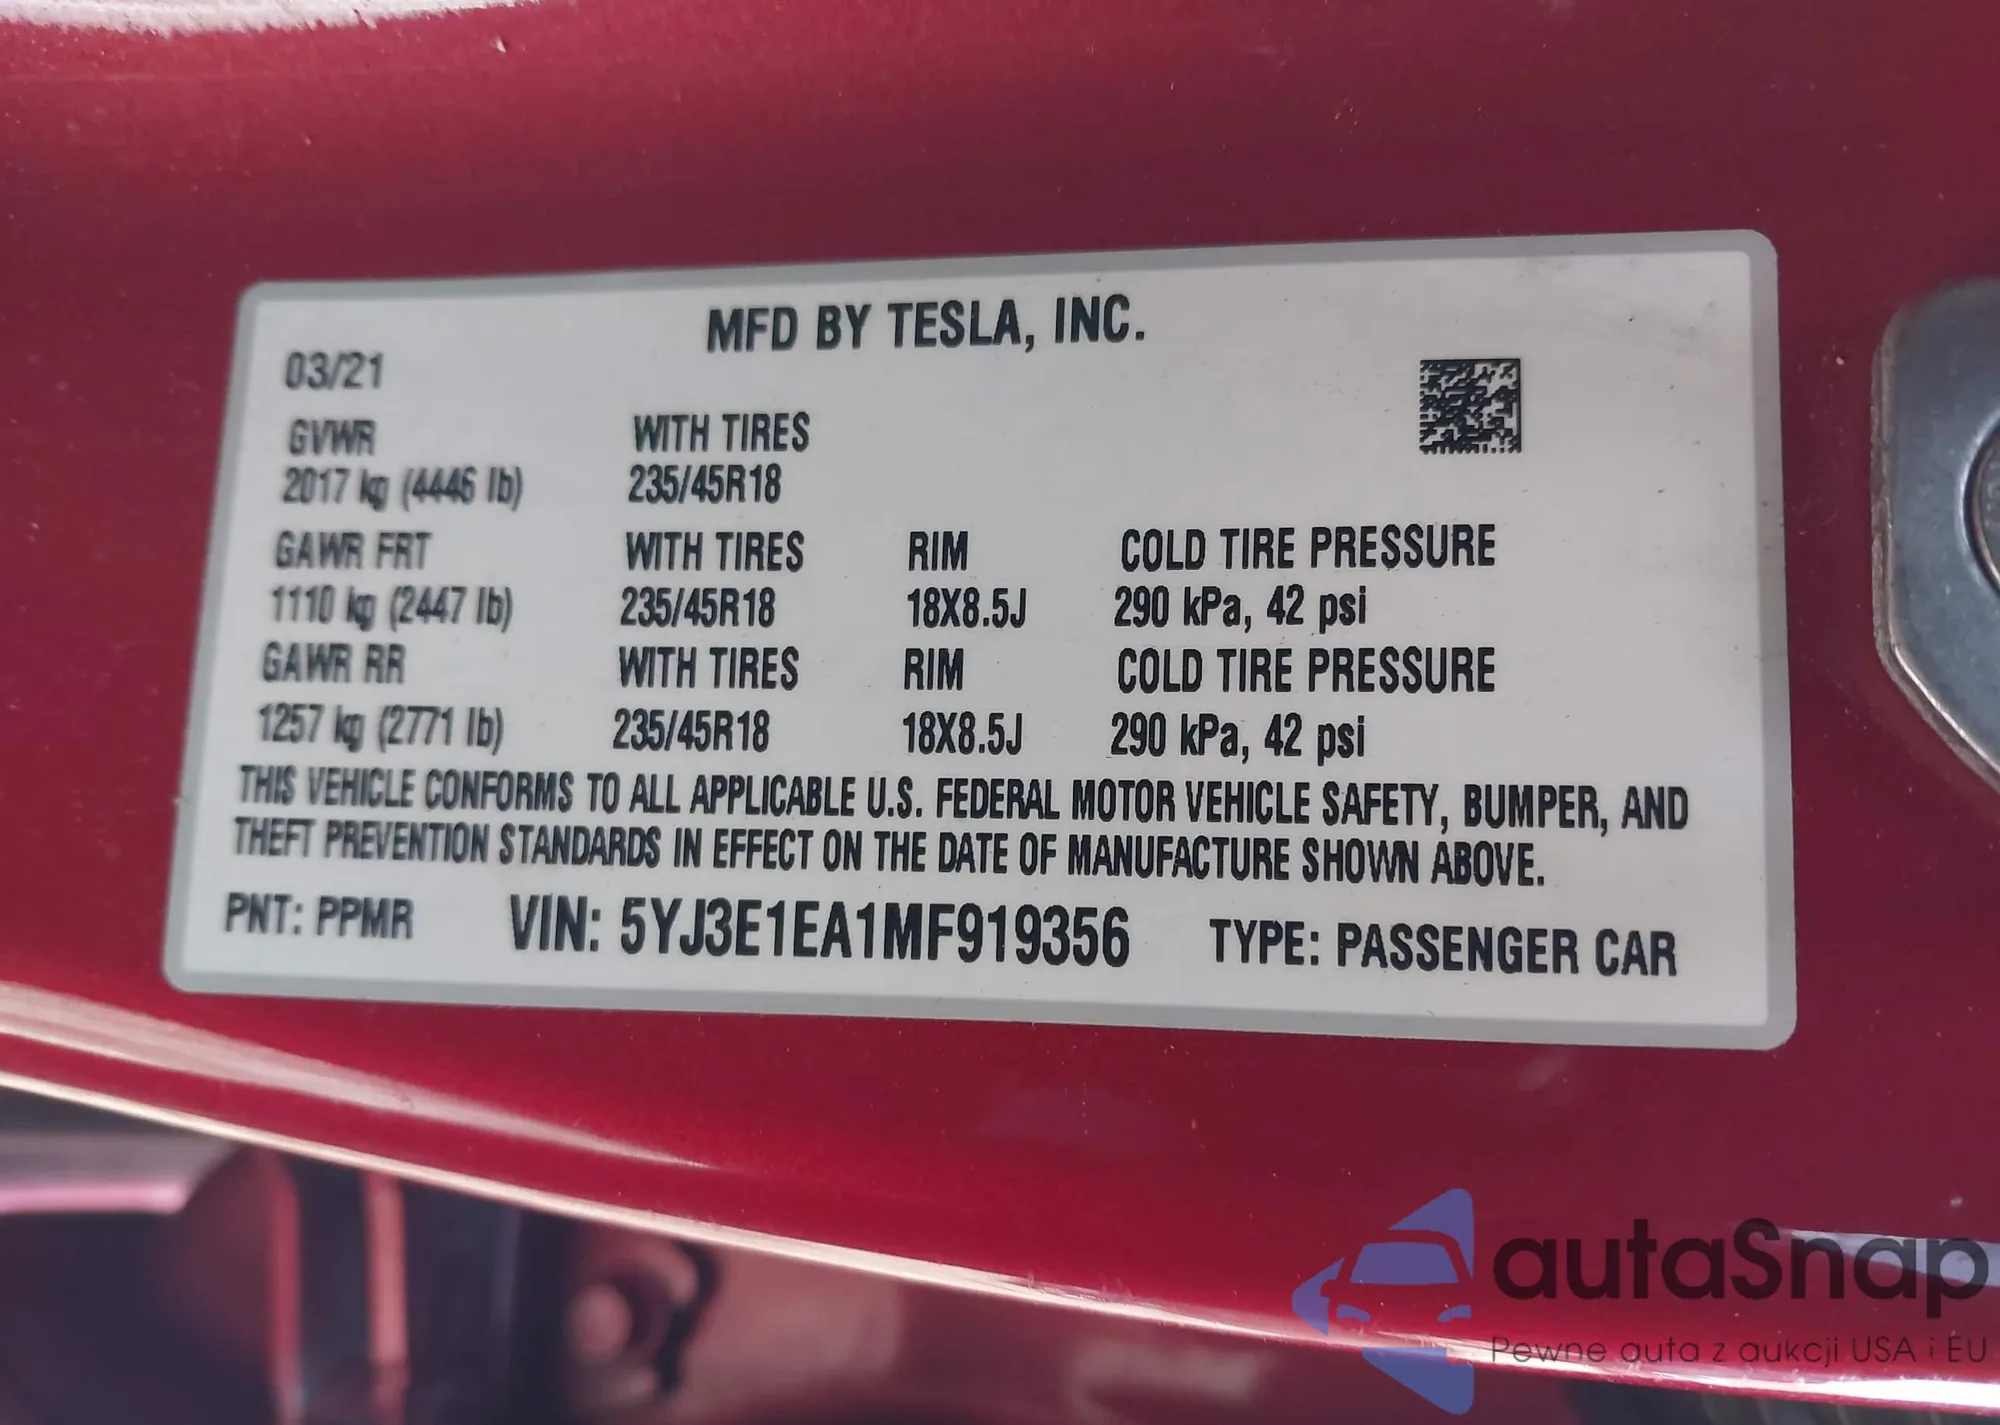 MFD BY TESLA, INC.
03/21
GVWR WITH TIRES
2017 kg (4446 lb) 235/45R18
GAWR FRT WITH TIRES RIM COLD TIRE PRESSURE
1110 kg (2447 lb) 235/45R18 18X8.5J 290 kPa, 42 psi
GAWR RR WITH TIRES RIM COLD TIRE PRESSURE
1257 kg (2771 lb) 235/45R18 18X8.5J 290 kPa, 42 psi
THIS VEHICLE CONFORMS TO ALL APPLICABLE U.S. FEDERAL MOTOR VEHICLE SAFETY, BUMPER, AND
THEFT PREVENTION STANDARDS IN EFFECT ON THE DATE OF MANUFACTURE SHOWN ABOVE.
PNT: PPMR VIN: 5YJ3E1EA1MF919356 TYPE: PASSENGER CAR
autaSnap
Pewne auta z aukcji USA i EU